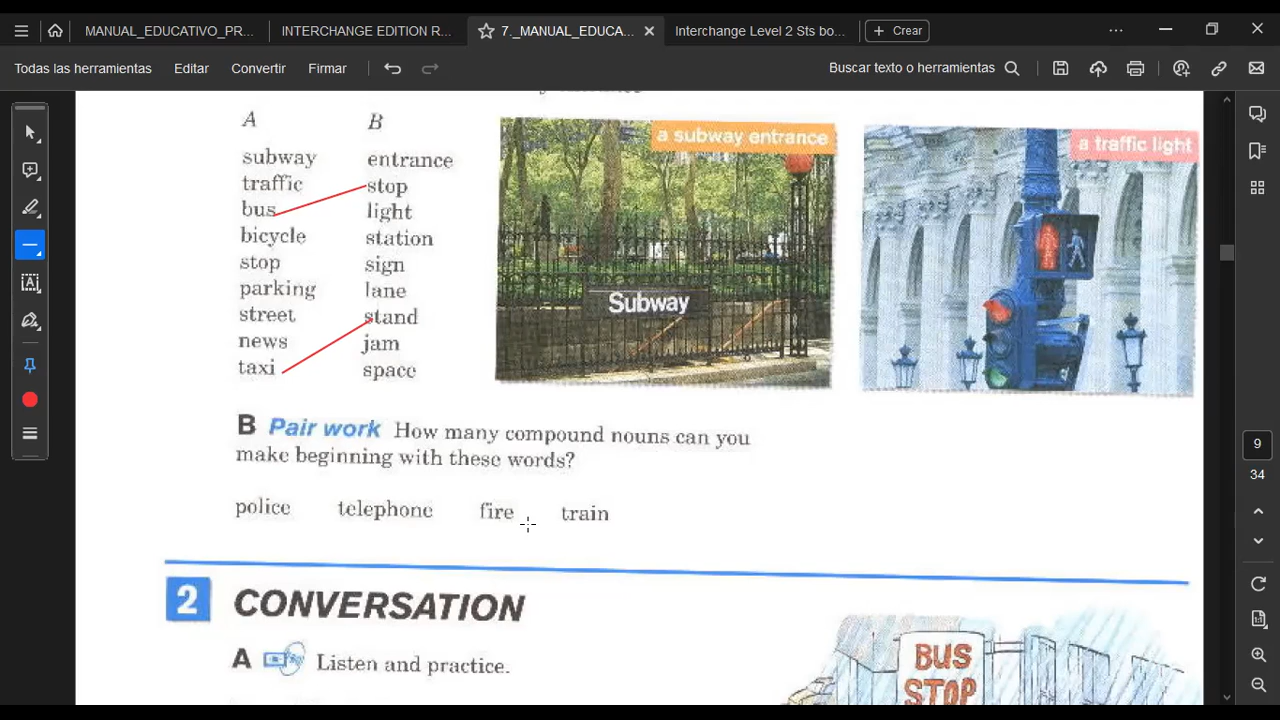 MANUAL_EDUCATIVO_PR...
INTERCHANGE EDITION R...
7._MANUAL_EDUCA...
Interchange Level 2 Sts bo...
Crear
Todas las herramientas
Editar
Convertir
Firmar
Buscar texto o herramientas
A
B
subway entrance
traffic stop
bus light
bicycle station
stop sign
parking lane
street stand
news jam
taxi space
a subway entrance
Subway
a traffic light
B Pair work How many compound nouns can you
make beginning with these words?
police telephone fire train
2 CONVERSATION
A Listen and practice.
BUS
STOP
9
34